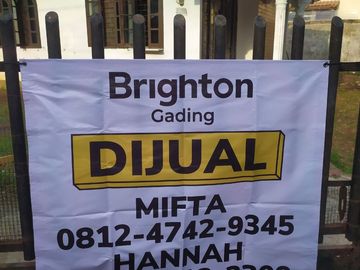 Brighton
Gading
DIJUAL
MIFTA
0812-4742-9345
HANNAH